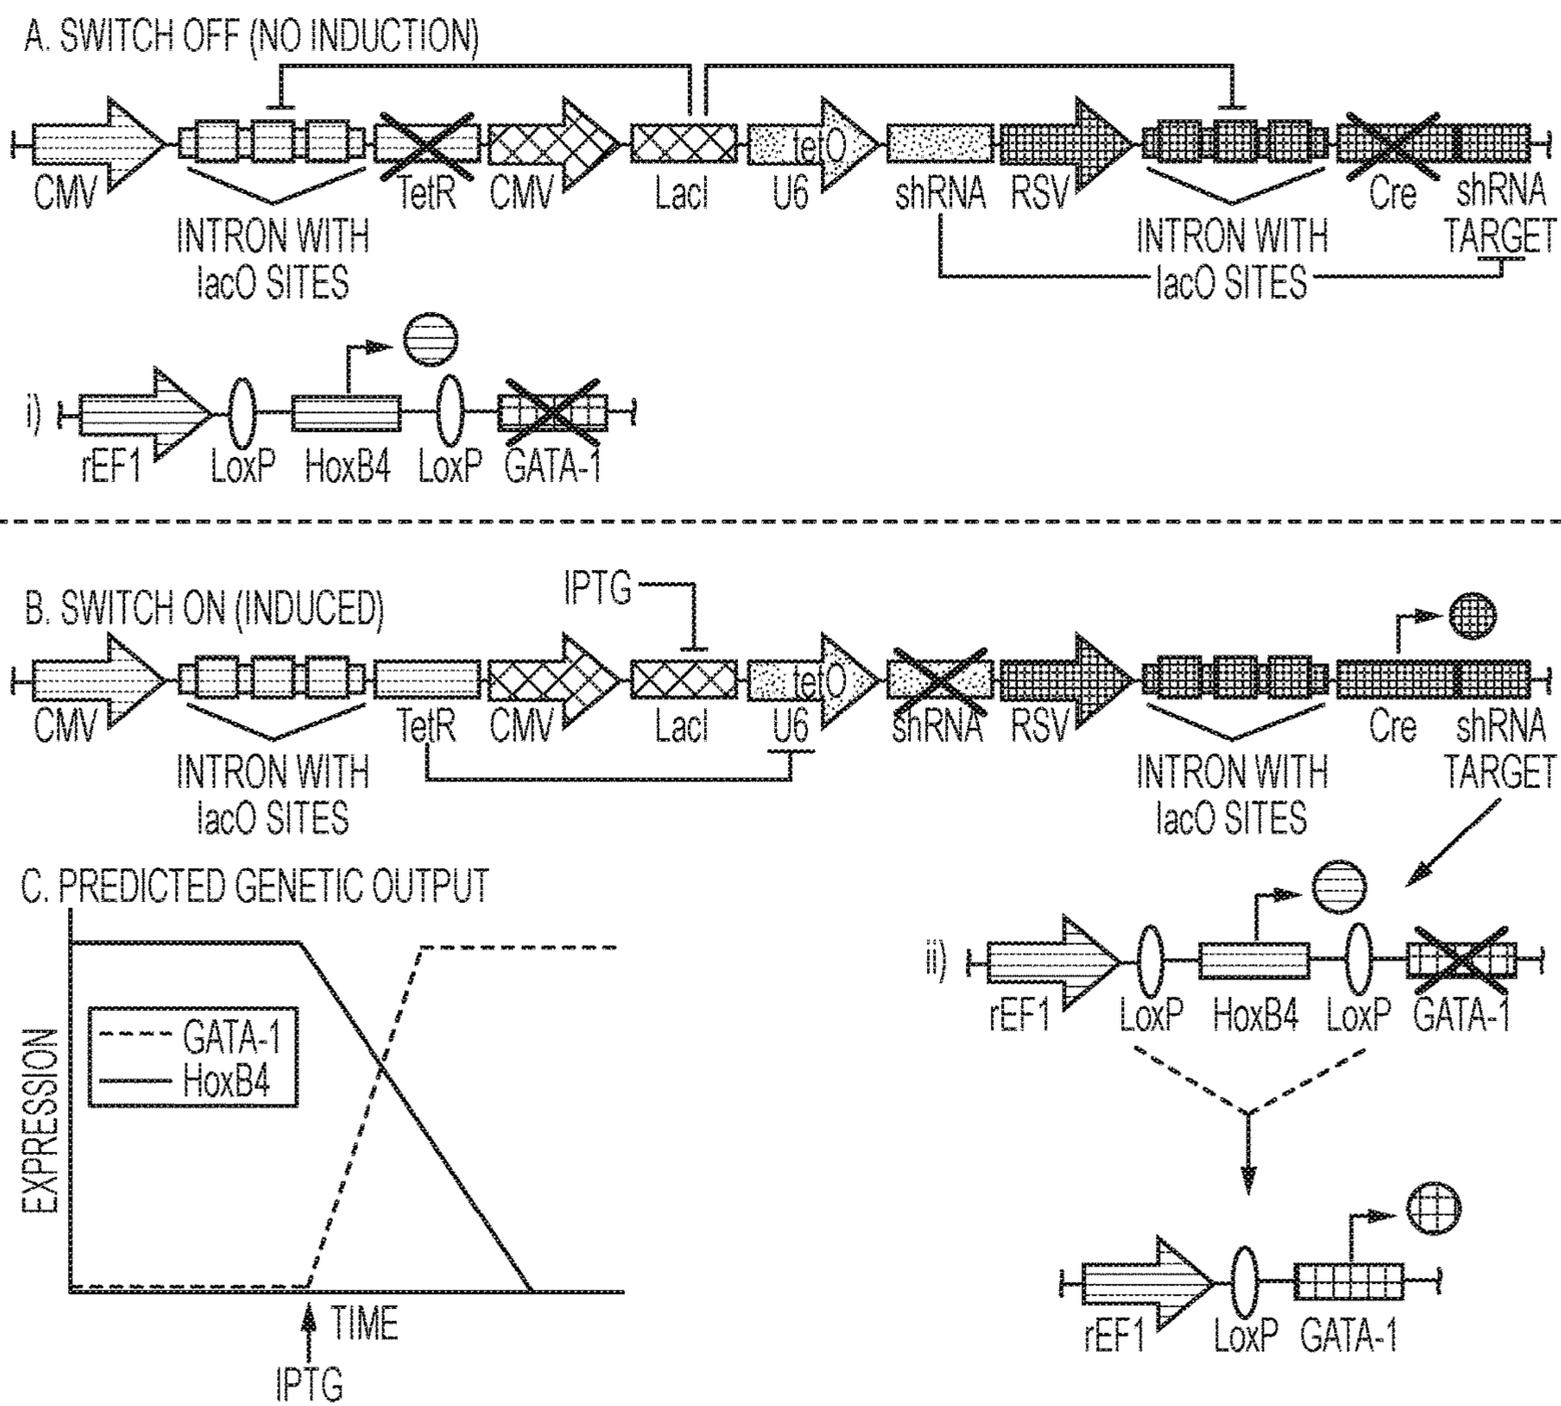 A. SWITCH OFF (NO INDUCTION)
tetO
CMV TetR CMV LacI U6 shRNA RSV Cre shRNA
INTRON WITH INTRON WITH TARGET
lacO SITES lacO SITES
i)
rEF1 LoxP HoxB4 LoxP GATA-1
IPTG
B. SWITCH ON (INDUCED)
tetO
CMV TetR CMV LacI U6 shRNA RSV Cre shRNA
INTRON WITH INTRON WITH TARGET
lacO SITES lacO SITES
C. PREDICTED GENETIC OUTPUT
GATA-1
HoxB4
EXPRESSION
TIME
IPTG
ii)
rEF1 LoxP HoxB4 LoxP GATA-1
rEF1 LoxP GATA-1